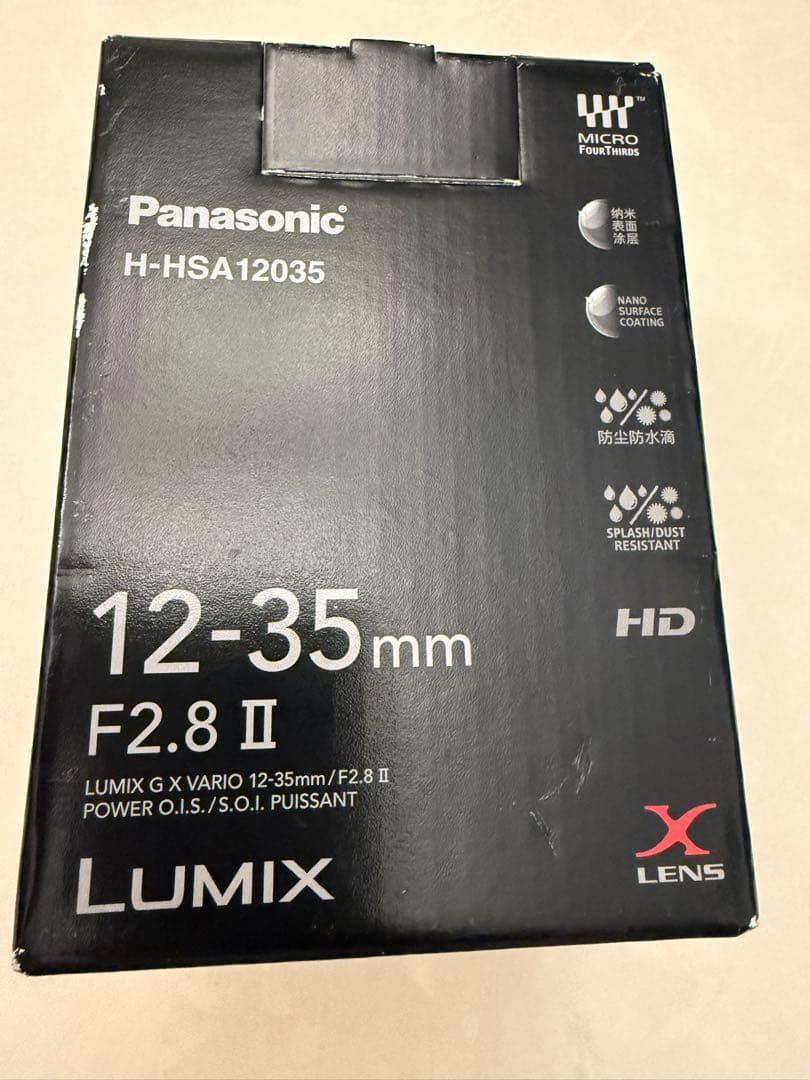 Panasonic®
H-HSA12035
12-35mm
F2.8 II
LUMIX G X VARIO 12-35mm/F2.8 II
POWER O.I.S./S.O.I. PUISSANT
LUMIX
TM
MICRO
FOURTHIRDS
纳米
表面
涂层
NANO
SURFACE
COATING
防尘防水滴
SPLASH/DUST
RESISTANT
HD
X
LENS